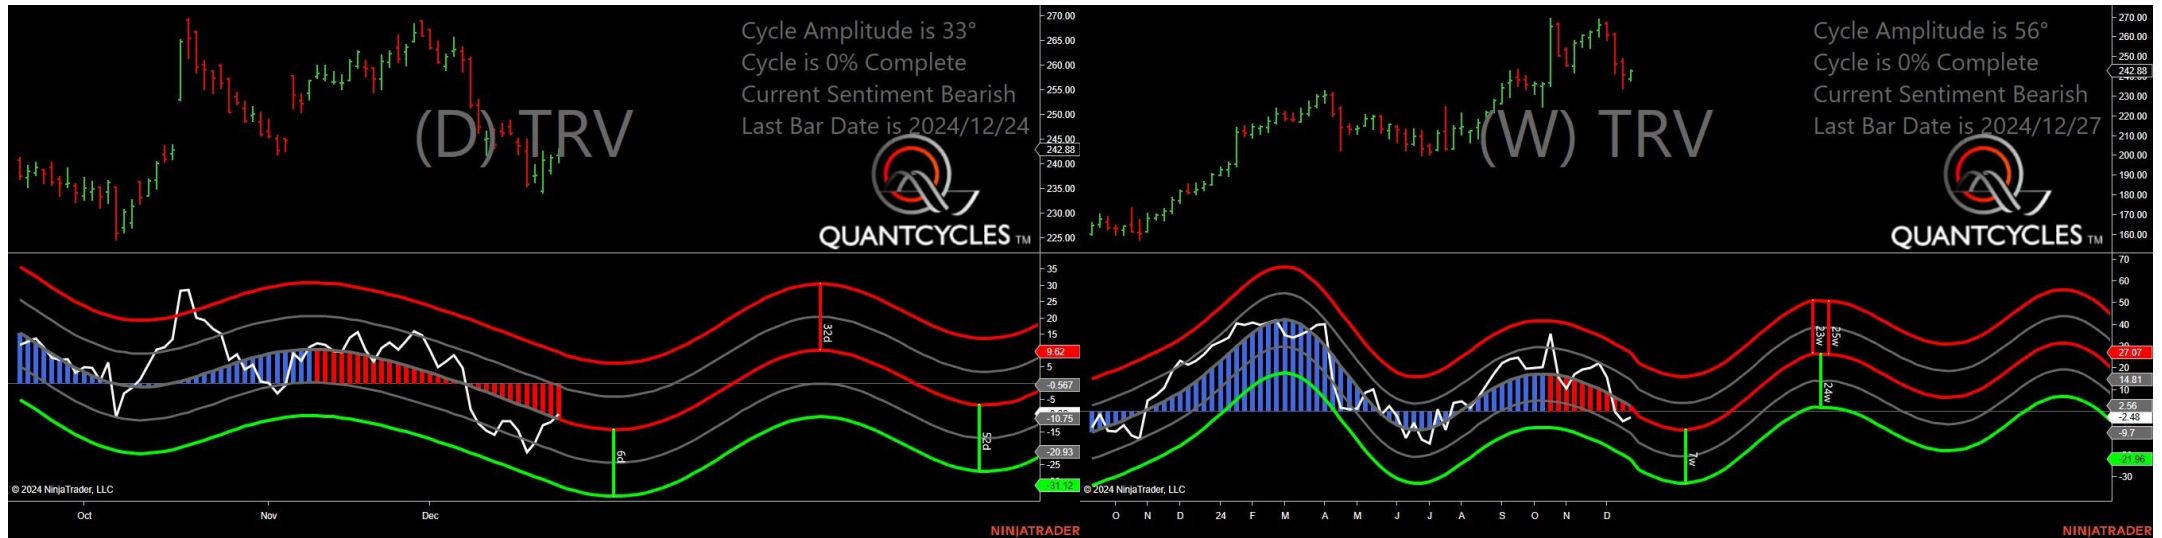 Cycle Amplitude is 33°
Cycle is 0% Complete
Current Sentiment Bearish
Last Bar Date is 2024/12/24
(D) TRV
QUANTCYCLES TM
270.00
265.00
260.00
255.00
250.00
245.00
242.88
240.00
235.00
230.00
225.00
35
30
25
20
15
9.62
5
-0.567
-5
-10.75
-15
-20.93
-25
-31.12
32d
6d
52d
© 2024 NinjaTrader, LLC
Oct Nov Dec
NINJATRADER
Cycle Amplitude is 56°
Cycle is 0% Complete
Current Sentiment Bearish
Last Bar Date is 2024/12/27
(W) TRV
QUANTCYCLES TM
270.00
260.00
250.00
242.88
230.00
220.00
210.00
200.00
190.00
180.00
170.00
160.00
70
60
50
40
27.07
20
14.81
10
2.56
-2.48
-9.7
-21.96
-30
23w
25w
24w
7w
© 2024 NinjaTrader, LLC
O N D 24 F M A M J J A S O N D
NINJATRADER